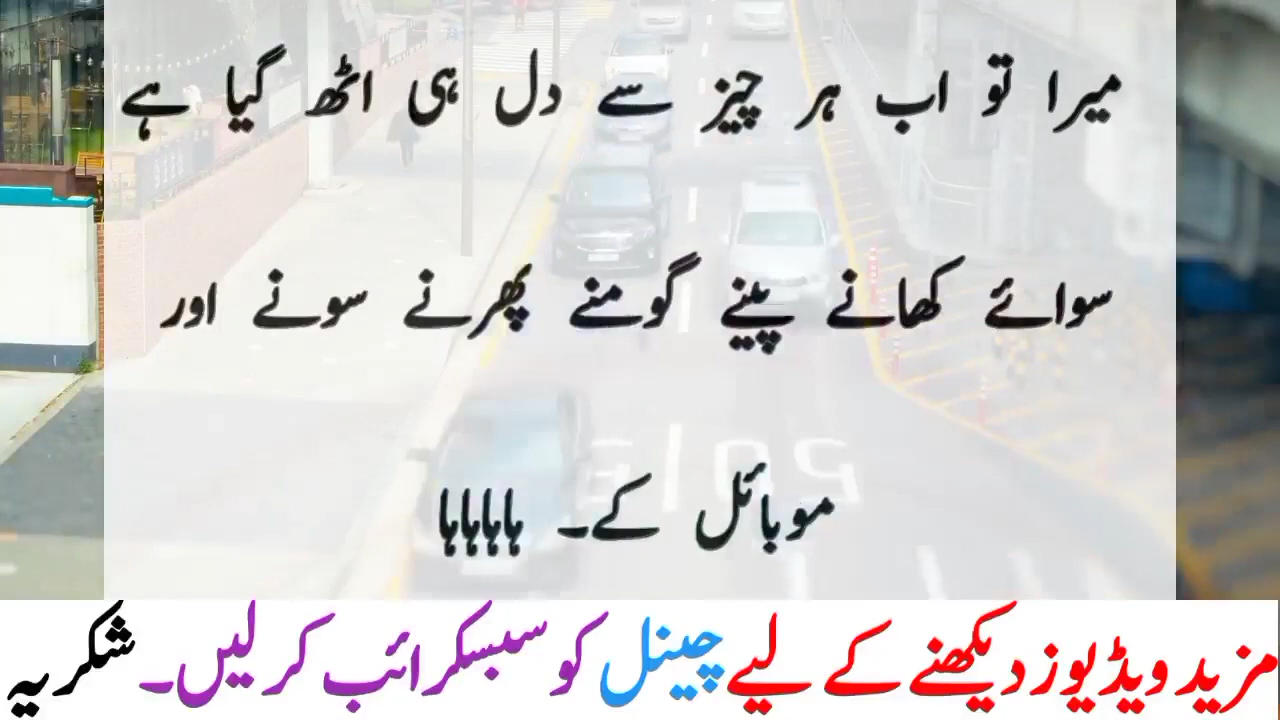 میرا تو اب ہر چیز سے دل ہی اٹھ گیا ہے
سوائے کھانے پینے گومنے پھرنے سونے اور
موبائل کے۔ ہاہاہاہا
مزید ویڈیوز دیکھنے کے لیے چینل کو سبسکرائب کر لیں۔ شکریہ